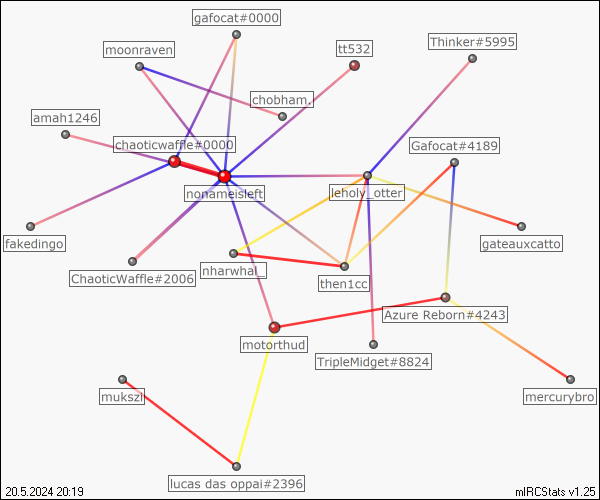 gafocat#0000
moonraven
tt532
Thinker#5995
chobham.
amah1246
chaoticwaffle#0000
Gafocat#4189
nonameisleft
leholy_otter
fakedingo
gateauxcatto
ChaoticWaffle#2006
nharwhal_
then1cc
Azure Reborn#4243
motorthud
TripleMidget#8824
mukszi
mercurybro
lucas das oppai#2396
20.5.2024 20:19
mIRCStats v1.25